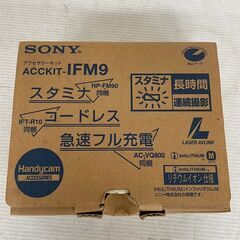 SONY
アクセサリーキット
ACCKIT-IFM9
NP-FM90
同梱
スタミナ
IFT-R10
同梱
コードレス
AC-VQ800
同梱
急速フル充電
スタミナ
長時間
連続撮影
LASER AVLINK
InfoLITHIUM M
Handycam
ACCESSORIES
InfoLITHIUM
リチウムイオン仕様